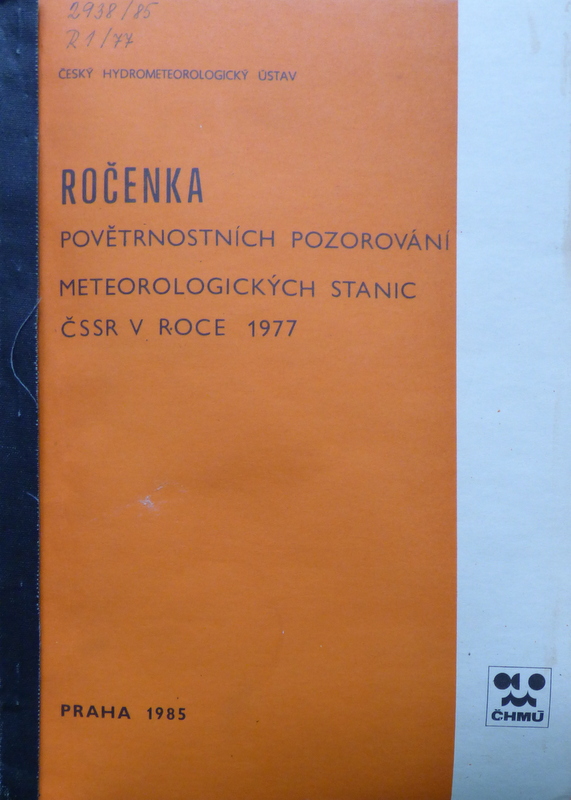 2938/85
R1/77
ČESKÝ HYDROMETEOROLOGICKÝ ÚSTAV
ROČENKA
POVĚTRNOSTNÍCH POZOROVÁNÍ
METEOROLOGICKÝCH STANIC
ČSSR V ROCE 1977
PRAHA 1985
ČHMÚ